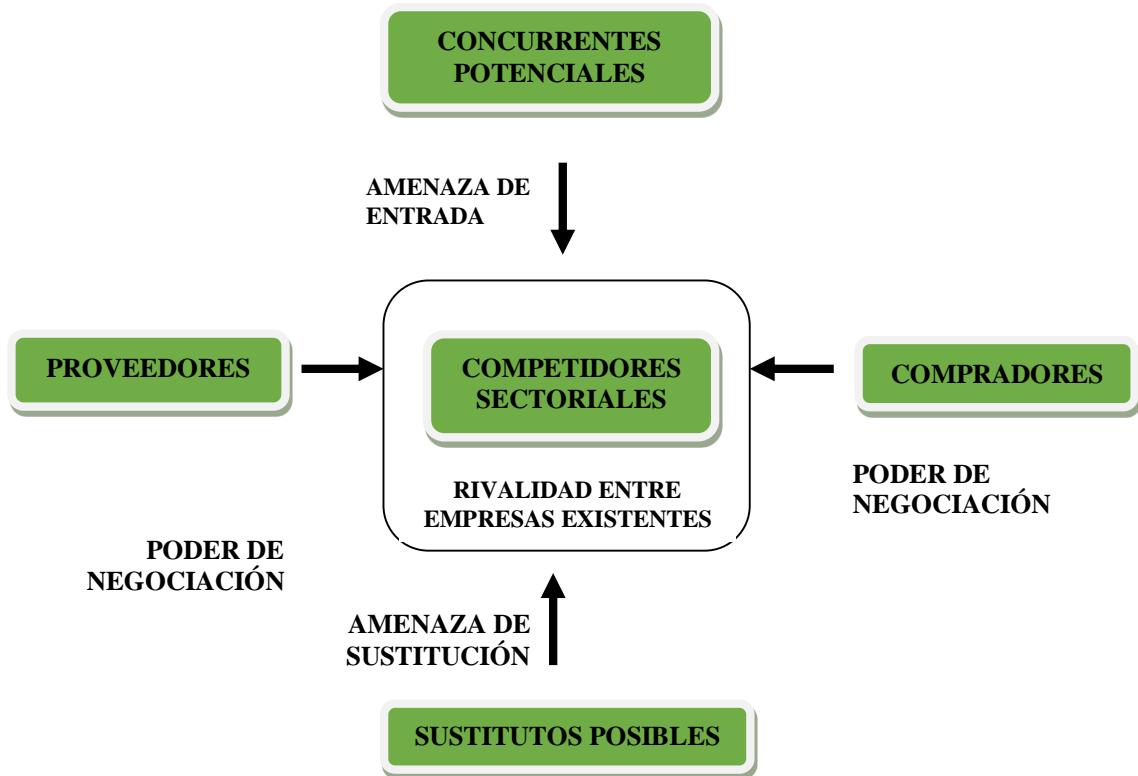 CONCURRENTES
POTENCIALES
AMENAZA DE
ENTRADA
PROVEEDORES
COMPETIDORES
SECTORIALES
COMPRADORES
RIVALIDAD ENTRE
EMPRESAS EXISTENTES
PODER DE
NEGOCIACIÓN
PODER DE
NEGOCIACIÓN
AMENAZA DE
SUSTITUCIÓN
SUSTITUTOS POSIBLES